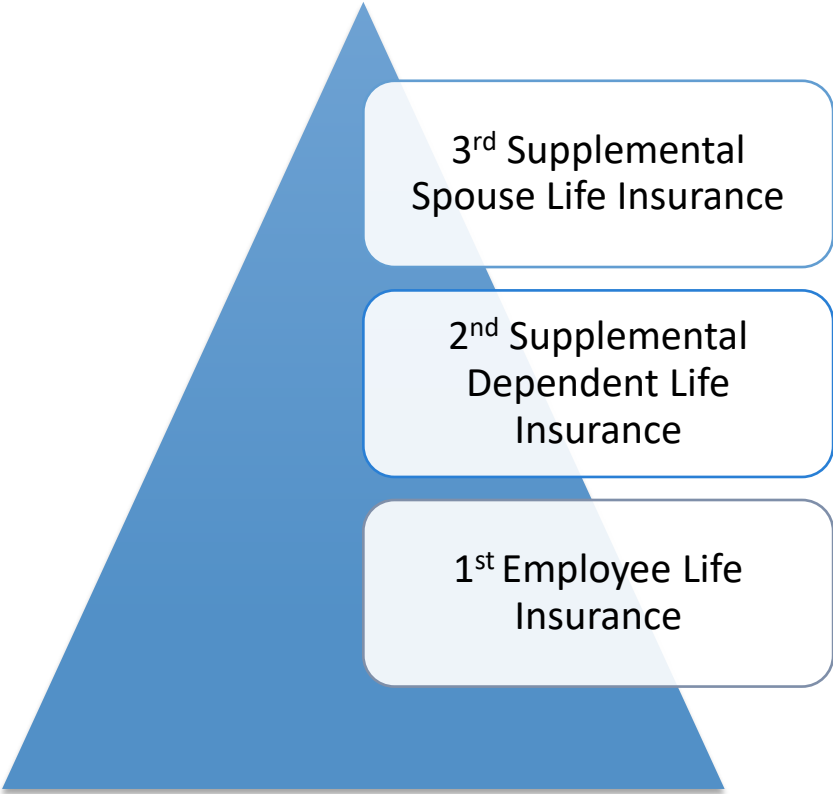 3rd Supplemental
Spouse Life Insurance
2nd Supplemental
Dependent Life
Insurance
1st Employee Life
Insurance